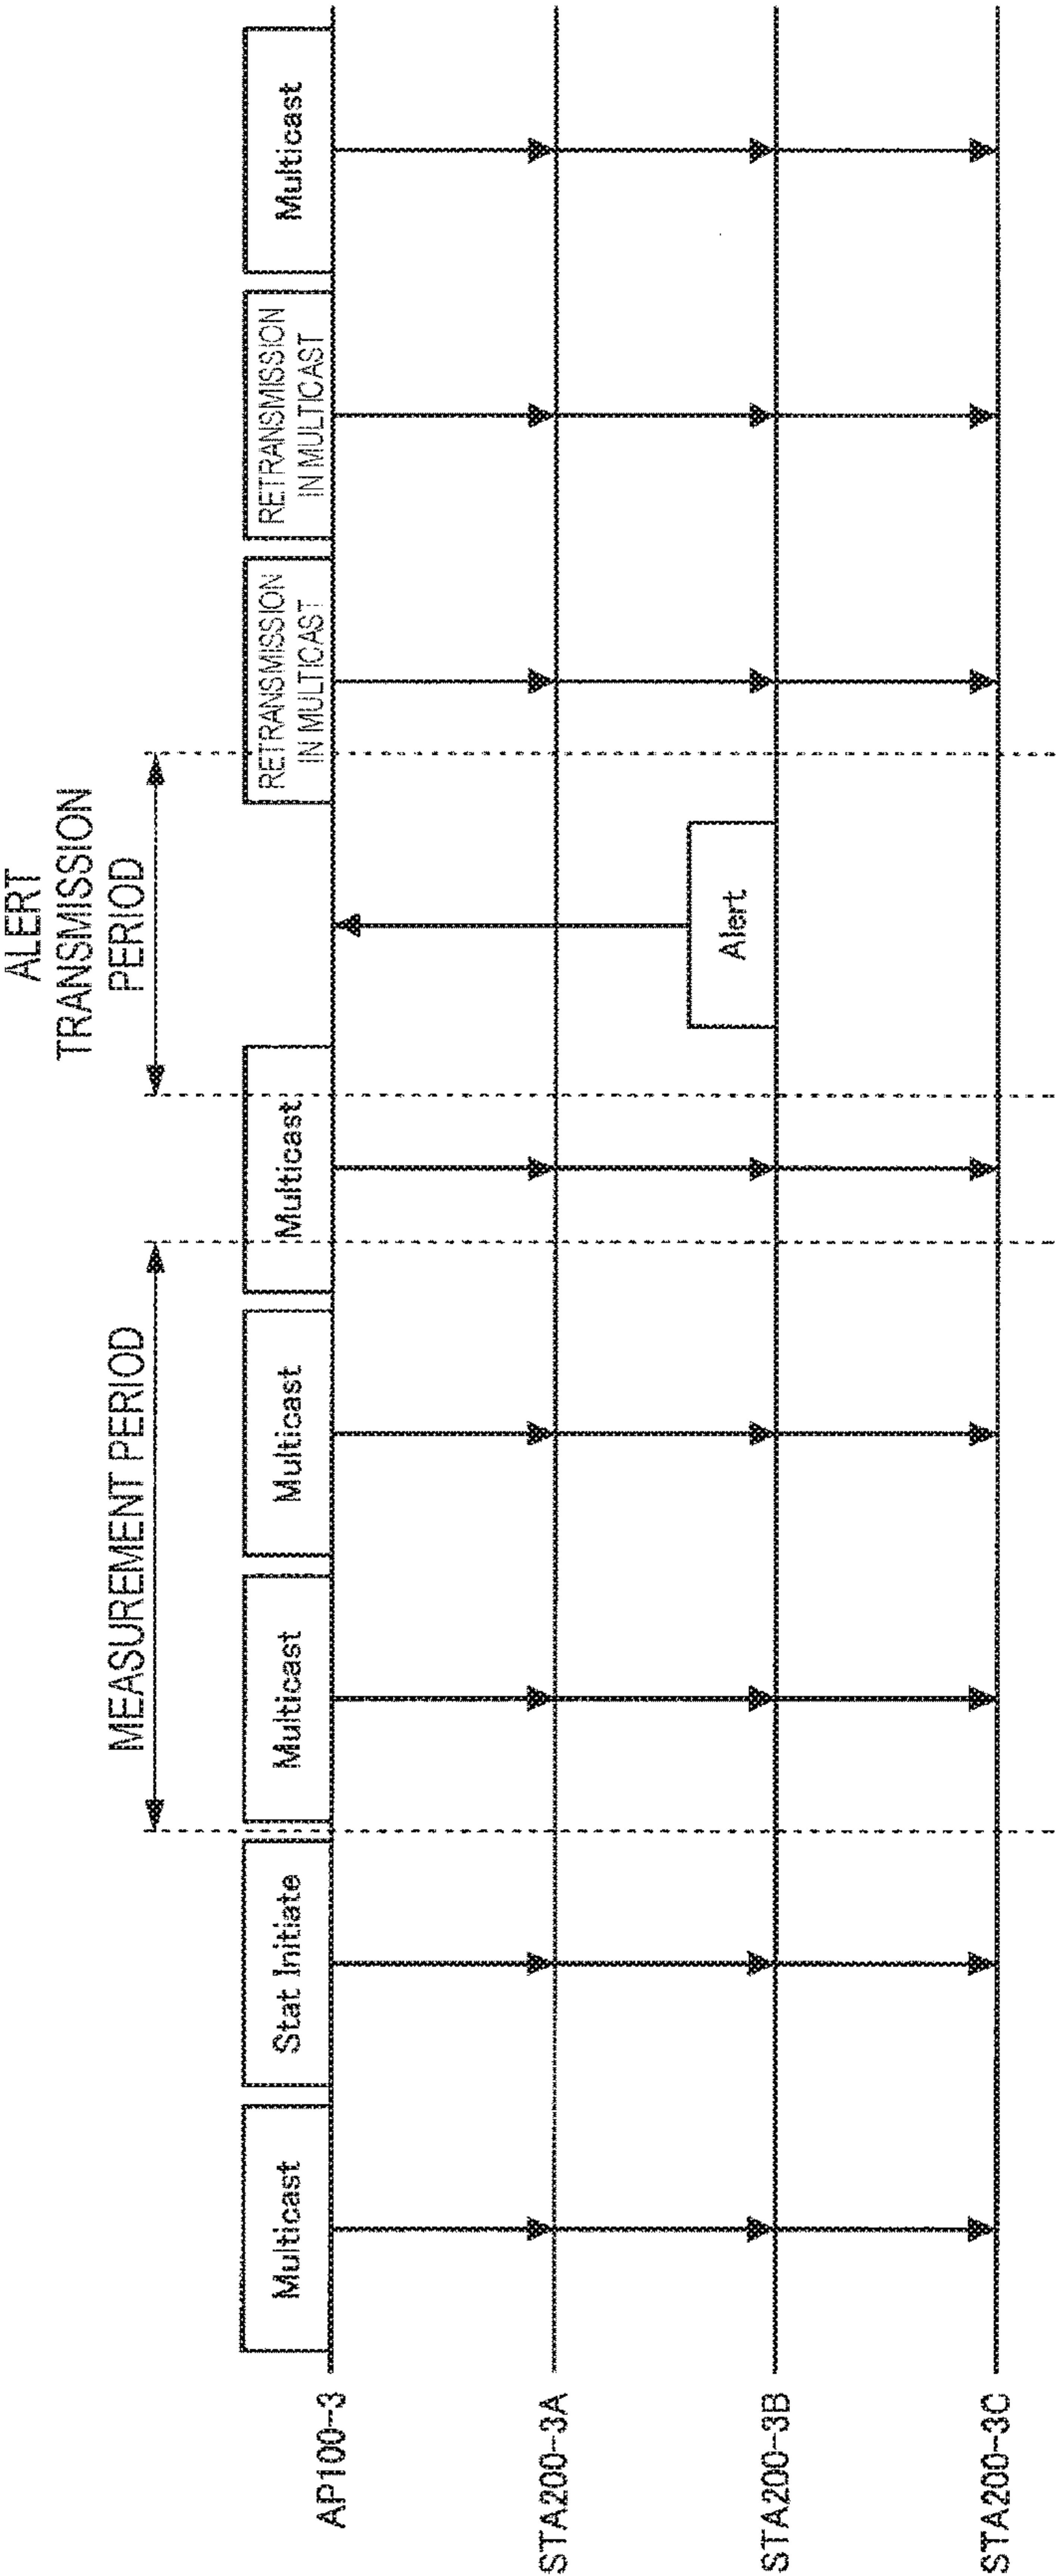 MEASUREMENT PERIOD
ALERT
TRANSMISSION
PERIOD
AP100-3
Multicast
Stat Initiate
Multicast
Multicast
Multicast
RETRANSMISSION
IN MULTICAST
RETRANSMISSION
IN MULTICAST
Multicast
STA200-3A
STA200-3B
Alert
STA200-3C